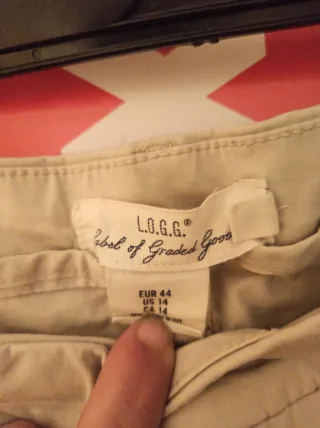 L.O.G.G.®
Label of Graded Goods
EUR 44
US 14
CA 14